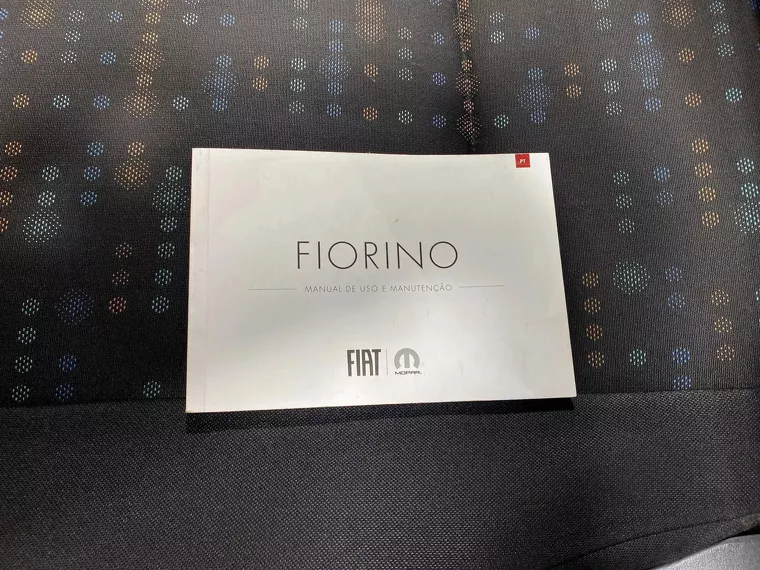 PT
FIORINO
MANUAL DE USO E MANUTENÇÃO
FIAT
MOPAR